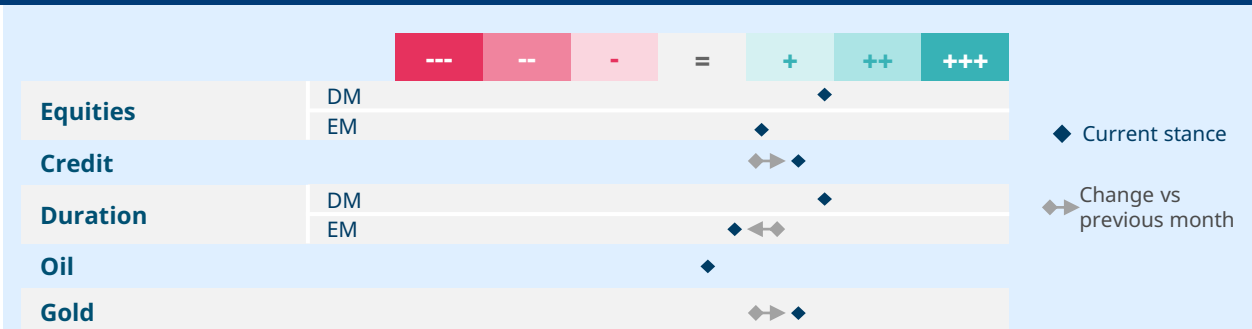 --- -- - = + ++ +++
Equities
DM
EM
Credit
Duration
DM
EM
Oil
Gold
Current stance
Change vs
previous month